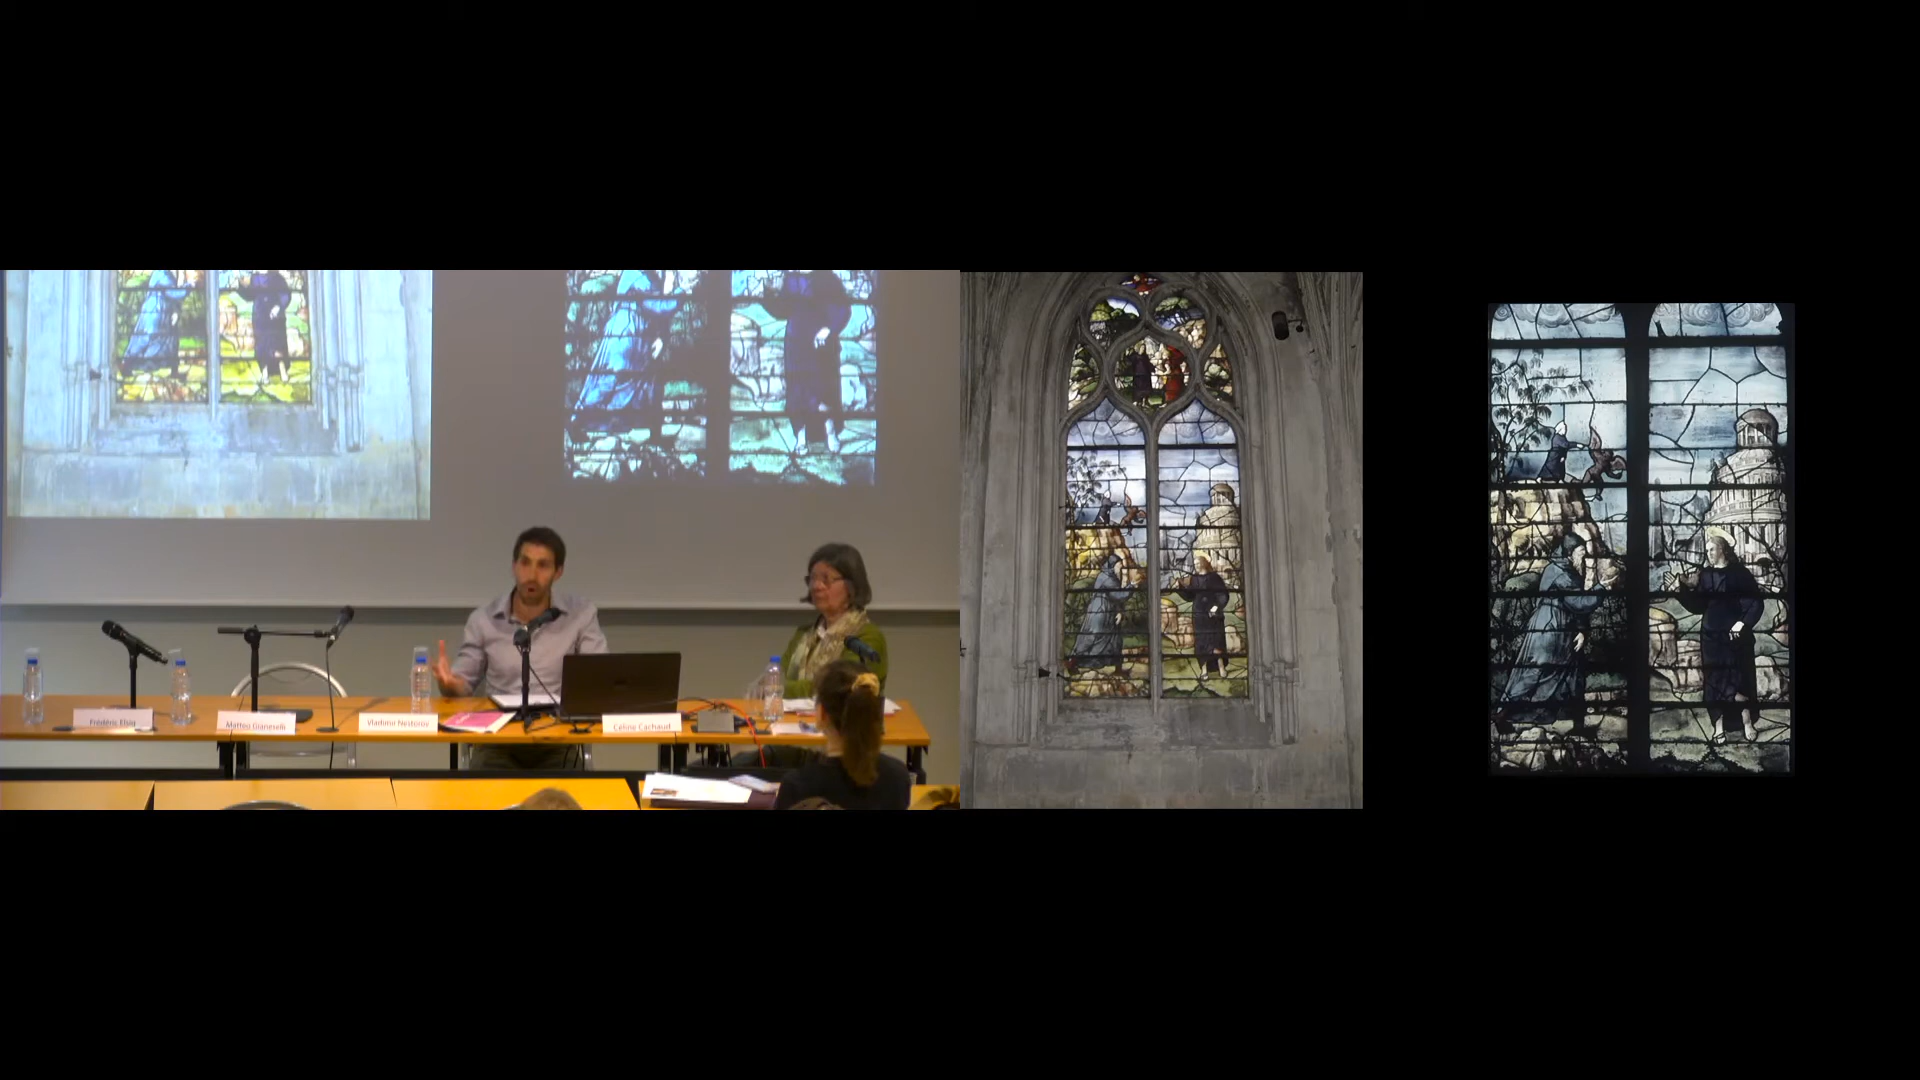 Frédéric Elsig
Matteo Gianeselli
Vladimir Nestorov
Céline Cachaud